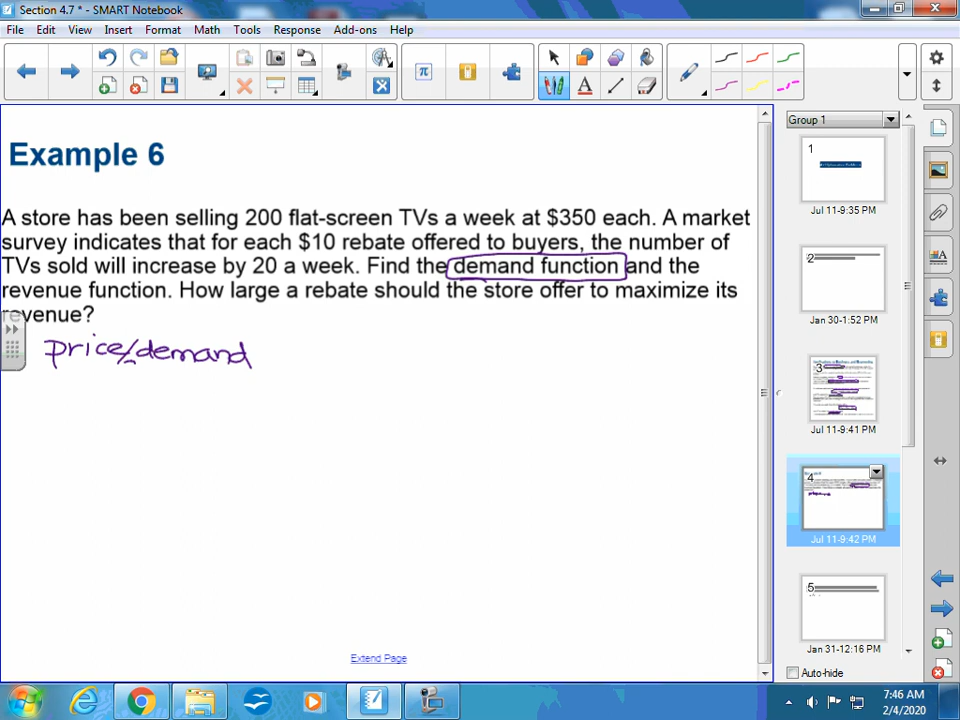 Section 4.7 * - SMART Notebook
File Edit View Insert Format Math Tools Response Add-ons Help
Example 6
A store has been selling 200 flat-screen TVs a week at $350 each. A market
survey indicates that for each $10 rebate offered to buyers, the number of
TVs sold will increase by 20 a week. Find the demand function and the
revenue function. How large a rebate should the store offer to maximize its
revenue?
price/demand
Extend Page
Group 1
1
Jul 11-9:35 PM
2
Jan 30-1:52 PM
3
Jul 11-9:41 PM
4
Jul 11-9:42 PM
5
Jan 31-12:16 PM
Auto-hide
7:46 AM
2/4/2020